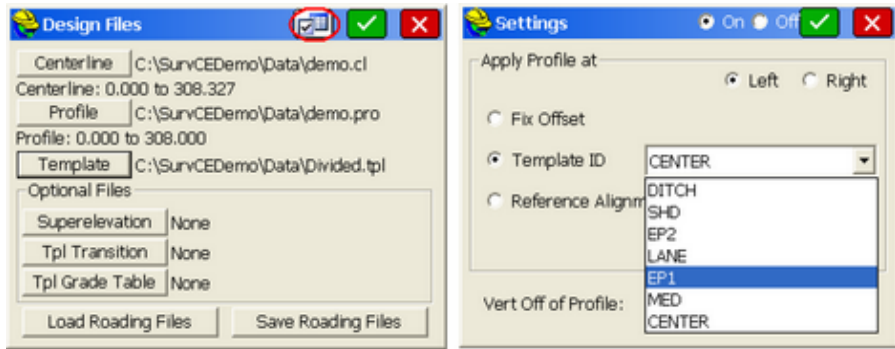 Design Files
Centerline C:\SurvCEDemo\Data\demo.cl
Centerline: 0.000 to 308.327
Profile C:\SurvCEDemo\Data\demo.pro
Profile: 0.000 to 308.000
Template C:\SurvCEDemo\Data\Divided.tpl
Optional Files
Superelevation None
Tpl Transition None
Tpl Grade Table None
Load Roading Files Save Roading Files
Settings On Off
Apply Profile at
Left Right
Fix Offset
Template ID CENTER
DITCH
Reference Alignm SHD
EP2
LANE
EP1
Vert Off of Profile: MED
CENTER